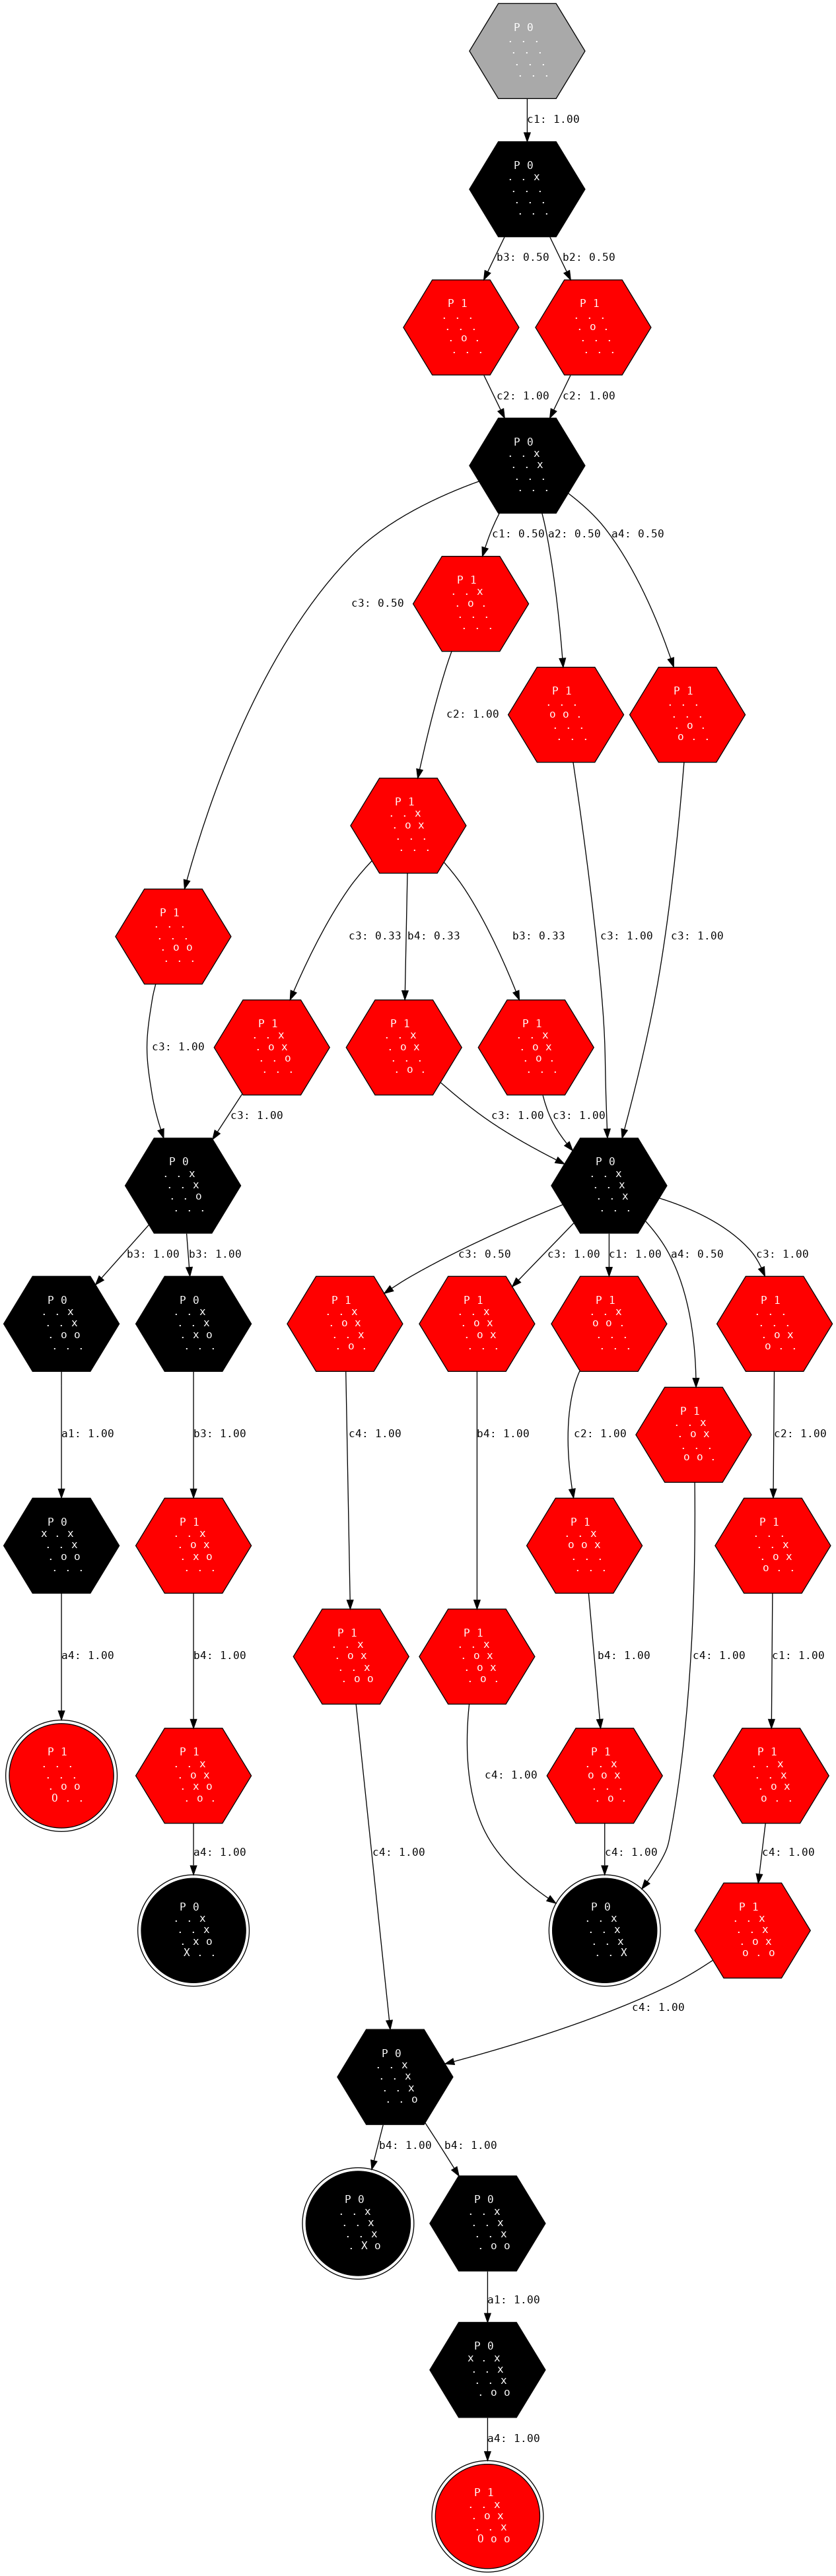 P 0
. . .
. . .
. . .
. . .
c1: 1.00
P 0
. . x
. . .
. . .
. . .
b3: 0.50
b2: 0.50
P 1
. . .
. . .
. o .
. . .
P 1
. . .
. o .
. . .
. . .
c2: 1.00
c2: 1.00
P 0
. . x
. . x
. . .
. . .
c3: 0.50
c1: 0.50
a2: 0.50
a4: 0.50
P 1
. . x
. o .
. . .
. . .
P 1
. . .
o o .
. . .
. . .
P 1
. . .
. . .
. o .
o . .
c2: 1.00
P 1
. . x
. o x
. . .
. . .
P 1
. . .
. . .
. o o
. . .
c3: 0.33
b4: 0.33
b3: 0.33
c3: 1.00
c3: 1.00
c3: 1.00
P 1
. . x
. o x
. . o
. . .
P 1
. . x
. o x
. . .
. o .
P 1
. . x
. o x
. o .
. . .
c3: 1.00
c3: 1.00
c3: 1.00
P 0
. . x
. . x
. . o
. . .
P 0
. . x
. . x
. . x
. . .
b3: 1.00
b3: 1.00
c3: 0.50
c3: 1.00
c1: 1.00
a4: 0.50
c3: 1.00
P 0
. . x
. . x
. o o
. . .
P 0
. . x
. . x
. x o
. . .
P 1
. . x
. o x
. . x
. o .
P 1
. . x
. o x
. o x
. . .
P 1
. . x
o o .
. . .
. . .
P 1
. . .
. . .
. o x
o . .
P 1
. . x
. o x
. . .
o o .
a1: 1.00
b3: 1.00
c4: 1.00
b4: 1.00
c2: 1.00
c2: 1.00
P 0
x . x
. . x
. o o
. . .
P 1
. . x
. o x
. x o
. . .
P 1
. . x
o o x
. . .
. . .
P 1
. . .
. . x
. o x
o . .
P 1
. . x
. o x
. . x
. o o
P 1
. . x
. o x
. o x
. o .
a4: 1.00
b4: 1.00
b4: 1.00
c4: 1.00
c1: 1.00
P 1
. . .
. . .
. o o
O . .
P 1
. . x
. o x
. x o
. o .
P 1
. . x
o o x
. . .
. o .
P 1
. . x
. . x
. o x
o . .
c4: 1.00
a4: 1.00
c4: 1.00
c4: 1.00
c4: 1.00
P 0
. . x
. . x
. x o
X . .
P 0
. . x
. . x
. . x
. . X
P 1
. . x
. . x
. o x
o . o
c4: 1.00
P 0
. . x
. . x
. . x
. . o
b4: 1.00
b4: 1.00
P 0
. . x
. . x
. . x
. X o
P 0
. . x
. . x
. . x
. o o
a1: 1.00
P 0
x . x
. . x
. . x
. o o
a4: 1.00
P 1
. . x
. o x
. . x
O o o